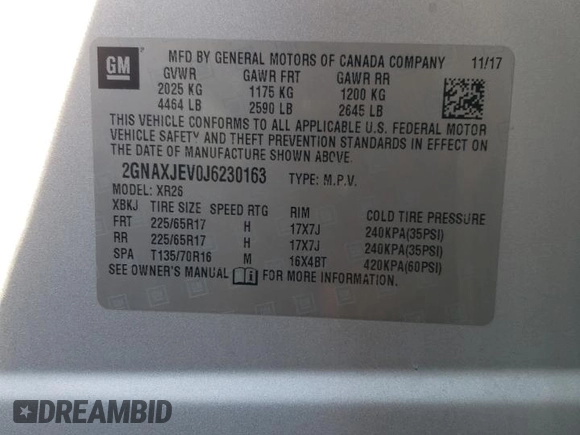 GM
MFD BY GENERAL MOTORS OF CANADA COMPANY 11/17
GVWR GAWR FRT GAWR RR
2025 KG 1175 KG 1200 KG
4464 LB 2590 LB 2645 LB
THIS VEHICLE CONFORMS TO ALL APPLICABLE U.S. FEDERAL MOTOR
VEHICLE SAFETY AND THEFT PREVENTION STANDARDS IN EFFECT ON
THE DATE OF MANUFACTURE SHOWN ABOVE.
2GNAXJEV0J6230163 TYPE: M.P.V.
MODEL: XR26
XBKJ TIRE SIZE SPEED RTG RIM COLD TIRE PRESSURE
FRT 225/65R17 H 17X7J 240KPA(35PSI)
RR 225/65R17 H 17X7J 240KPA(35PSI)
SPA T135/70R16 M 16X4BT 420KPA(60PSI)
SEE OWNER'S MANUAL FOR MORE INFORMATION.
DREAMBID